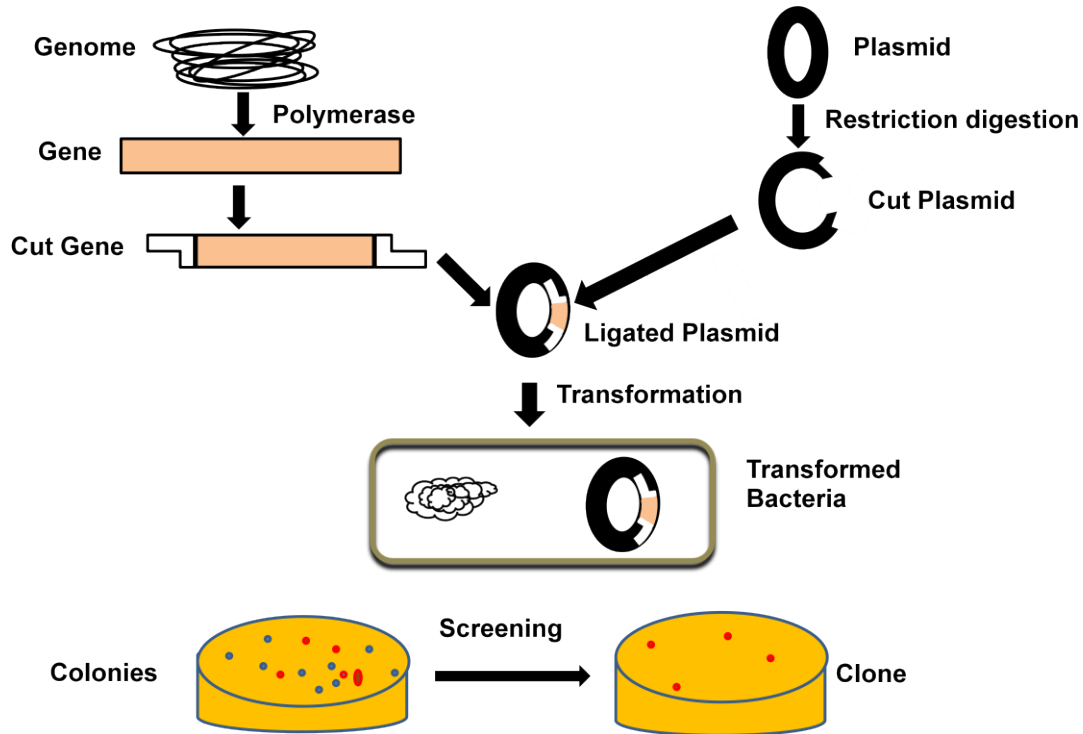 Genome
Plasmid
Polymerase
Restriction digestion
Gene
Cut Plasmid
Cut Gene
Ligated Plasmid
Transformation
Transformed
Bacteria
Screening
Colonies
Clone